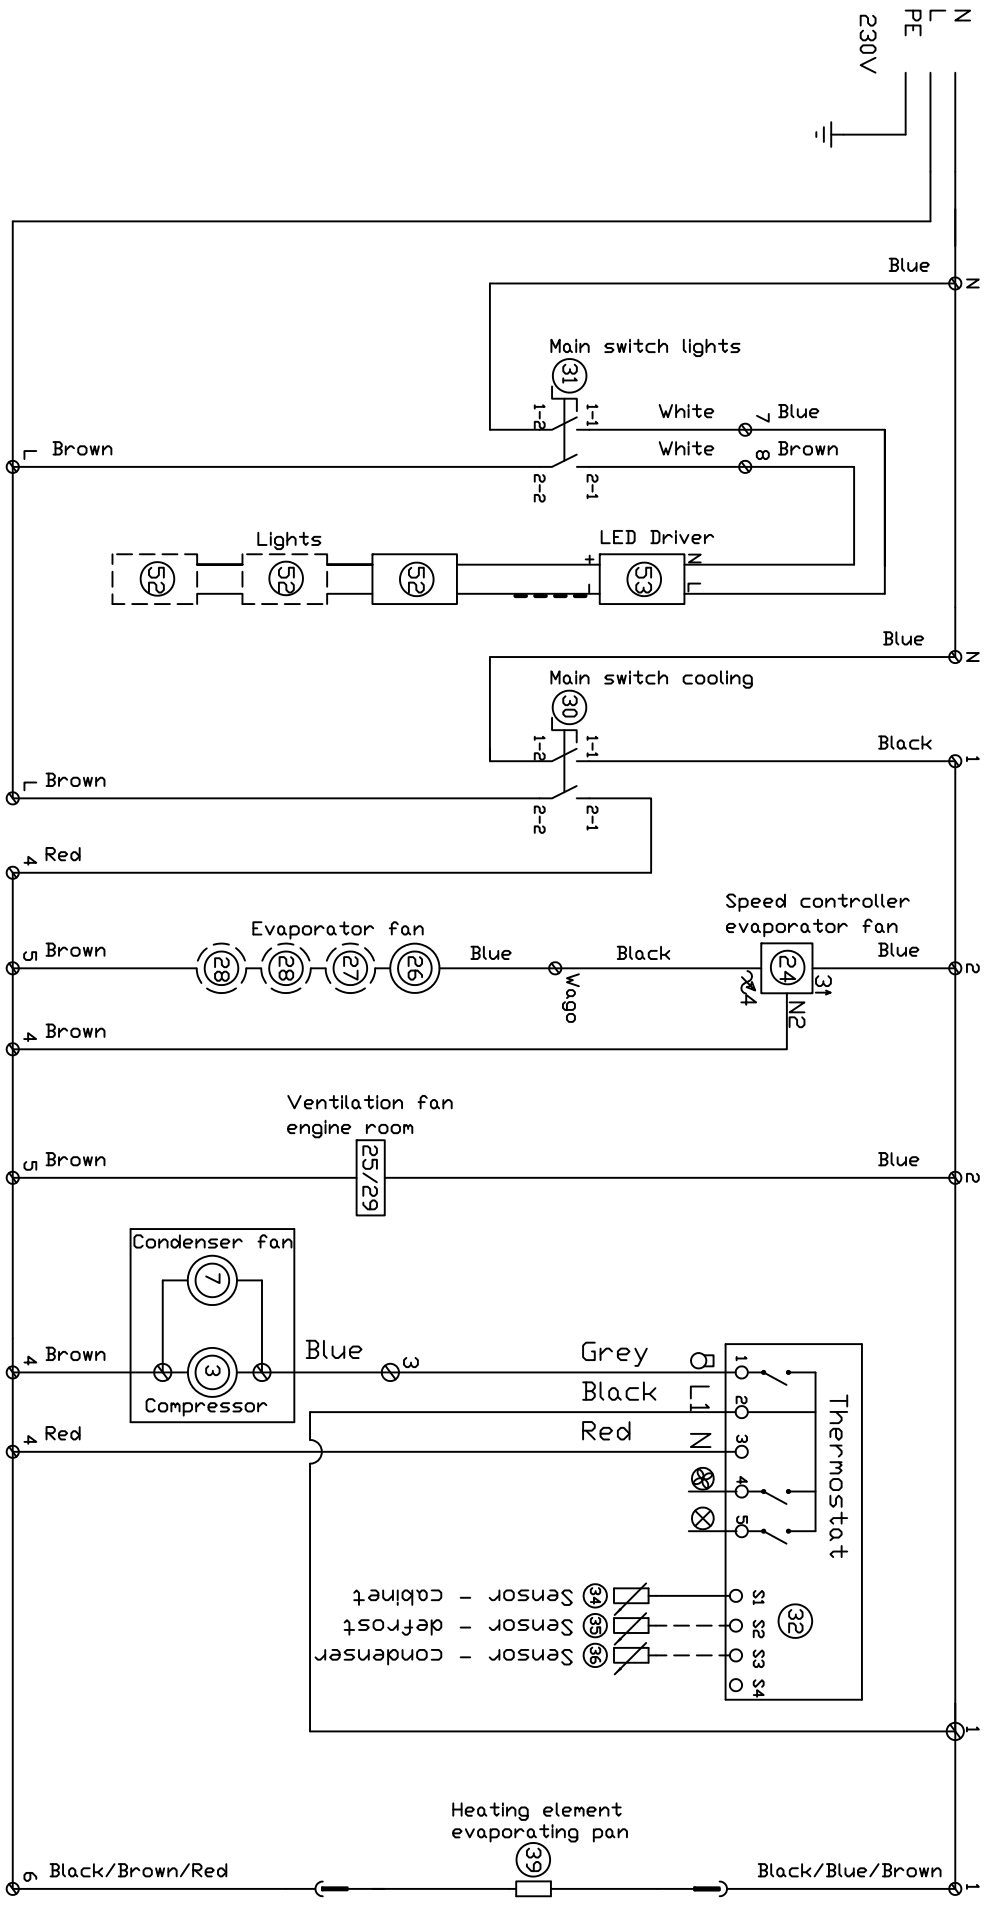 N
L
PE
230V
Blue
N
Main switch lights
31
1-2
1-1
White
7
Blue
L
Brown
White
8
Brown
2-2
2-1
Lights
LED Driver
52
52
52
+
-
53
N
L
Blue
N
Main switch cooling
30
1-2
1-1
Black
1
L
Brown
2-2
2-1
4
Red
Speed controller
evaporator fan
Evaporator fan
5
Brown
28
28
27
26
Blue
Wago
Black
24
3
4
N2
Blue
2
4
Brown
Ventilation fan
engine room
5
Brown
25/29
Blue
2
Condenser fan
7
4
Brown
3
Compressor
Blue
3
Grey
1
Black
L1
2
4
Red
Red
N
3
4
5
Thermostat
32
S1
S2
S3
S4
34 Sensor - cabinet
35 Sensor - defrost
36 Sensor - condenser
1
Heating element
evaporating pan
39
6
Black/Brown/Red
Black/Blue/Brown
1